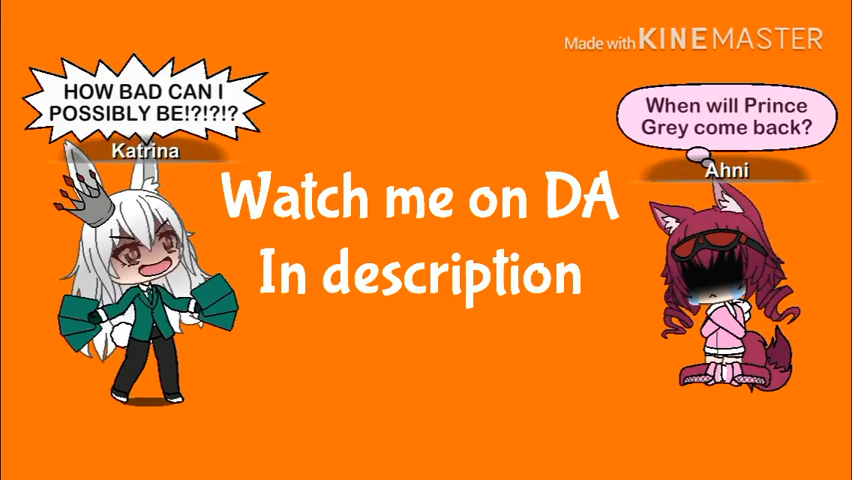 Made with KINEMASTER
HOW BAD CAN I
POSSIBLY BE!?!?!?
Katrina
When will Prince
Grey come back?
Ahni
Watch me on DA
In description